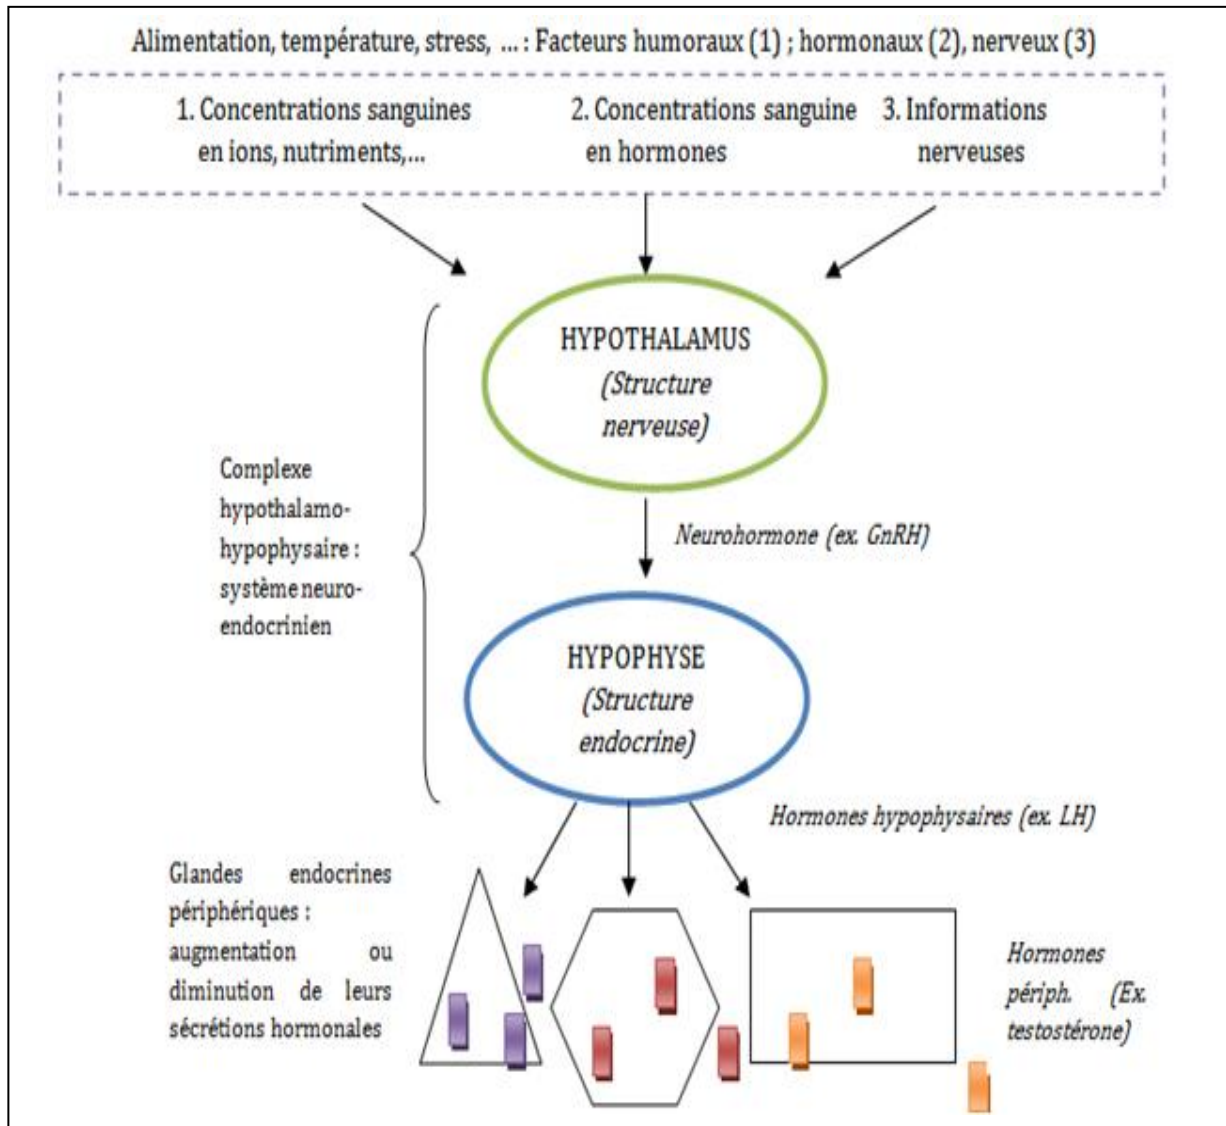 Alimentation, température, stress, ... : Facteurs humoraux (1) ; hormonaux (2), nerveux (3)
1. Concentrations sanguines
en ions, nutriments,...
2. Concentrations sanguine
en hormones
3. Informations
nerveuses
HYPOTHALAMUS
(Structure
nerveuse)
Complexe
hypothalamo-
hypophysaire :
système neuro-
endocrinien
Neurohormone (ex. GnRH)
HYPOPHYSE
(Structure
endocrine)
Hormones hypophysaires (ex. LH)
Glandes endocrines
périphériques :
augmentation ou
diminution de leurs
sécrétions hormonales
Hormones
périph. (Ex.
testostérone)